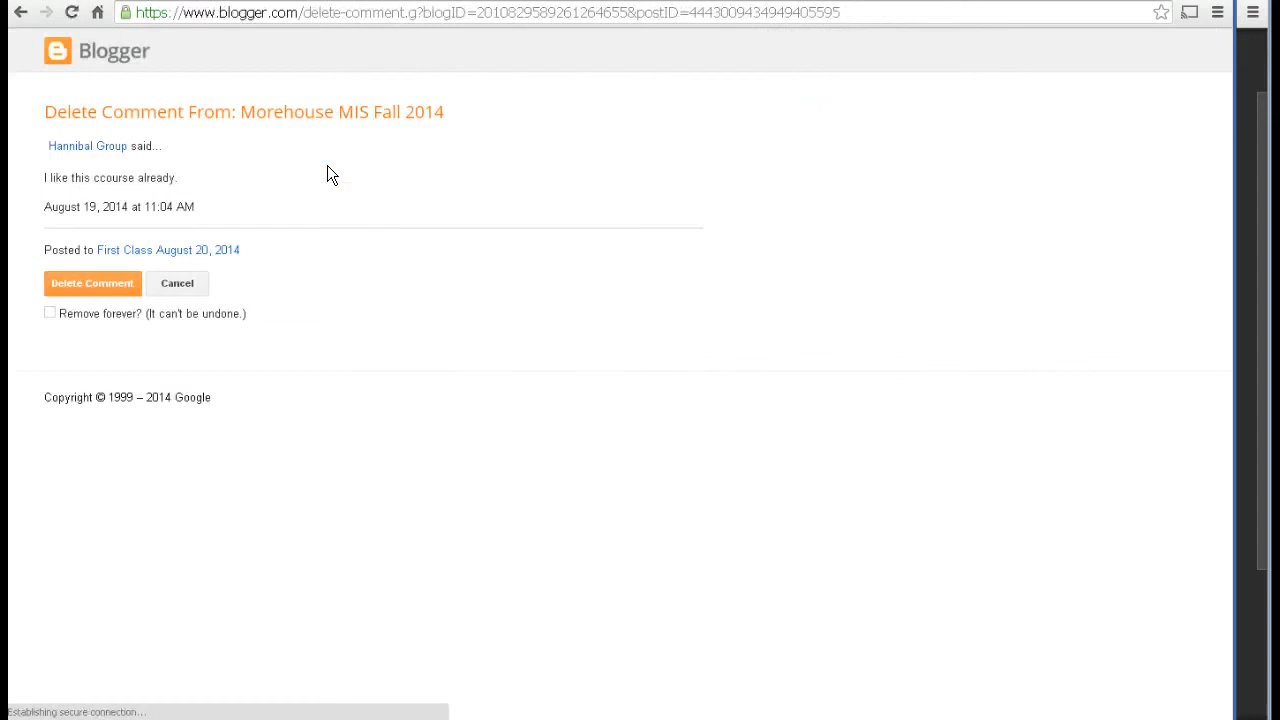 https://www.blogger.com/delete-comment.g?blogID=2010829589261264655&postID=4443009434949405595
Blogger
Delete Comment From: Morehouse MIS Fall 2014
Hannibal Group said...
I like this ccourse already.
August 19, 2014 at 11:04 AM
Posted to First Class August 20, 2014
Delete Comment Cancel
Remove forever? (It can't be undone.)
Copyright © 1999 – 2014 Google
Establishing secure connection...